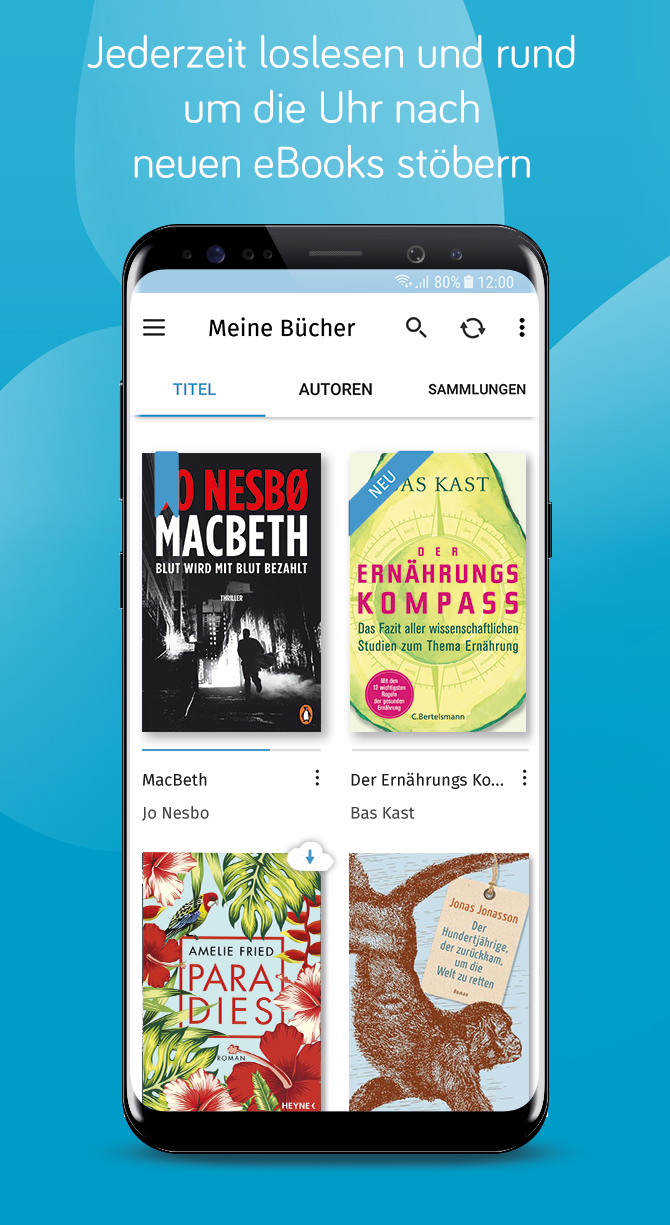 Jederzeit loslesen und rund
um die Uhr nach
neuen eBooks stöbern
80% 12:00
Meine Bücher
TITEL AUTOREN SAMMLUNGEN
JO NESBØ
MACBETH
BLUT WIRD MIT BLUT BEZAHLT
THRILLER
NEU
BAS KAST
DER
ERNÄHRUNGS
KOMPASS
Das Fazit aller wissenschaftlichen
Studien zum Thema Ernährung
Mit den
12 wichtigsten
Regeln
der gesunden
Ernährung
C.Bertelsmann
MacBeth
Jo Nesbo
Der Ernährungs Ko...
Bas Kast
AMELIE FRIED
PARA
DIES
ROMAN
HEYNE <
Jonas Jonasson
Der
Hundertjährige,
der zurückkam,
um die
Welt zu retten
Roman